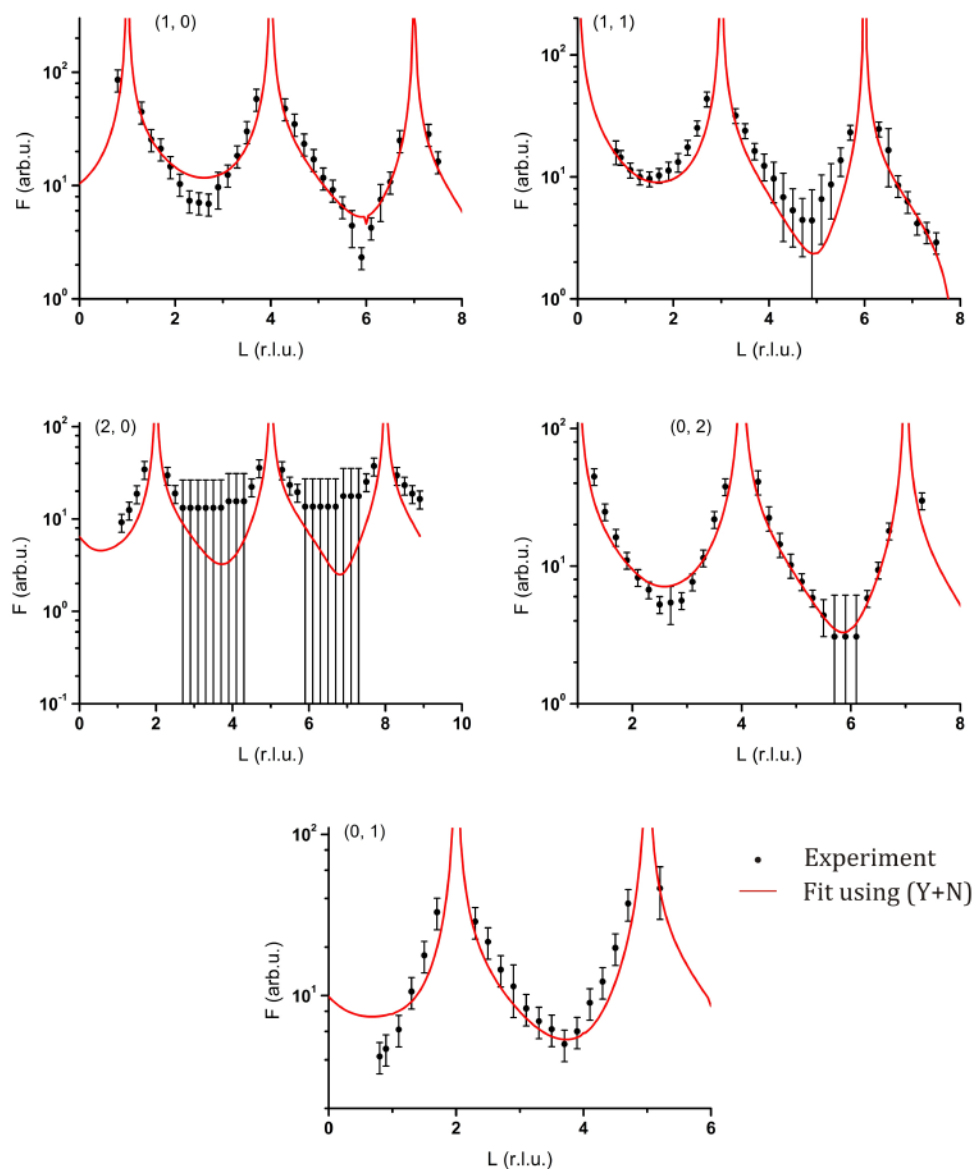 (1, 0)
F (arb.u.)
10²
10¹
10⁰
0 2 4 6 8
L (r.l.u.)
(1, 1)
F (arb.u.)
10²
10¹
10⁰
0 2 4 6 8
L (r.l.u.)
(2, 0)
F (arb.u.)
10²
10¹
10⁰
10⁻¹
0 2 4 6 8 10
L (r.l.u.)
(0, 2)
F (arb.u.)
10²
10¹
10⁰
2 4 6 8
L (r.l.u.)
(0, 1)
F (arb.u.)
10²
10¹
0 2 4 6
L (r.l.u.)
Experiment
Fit using (Y+N)